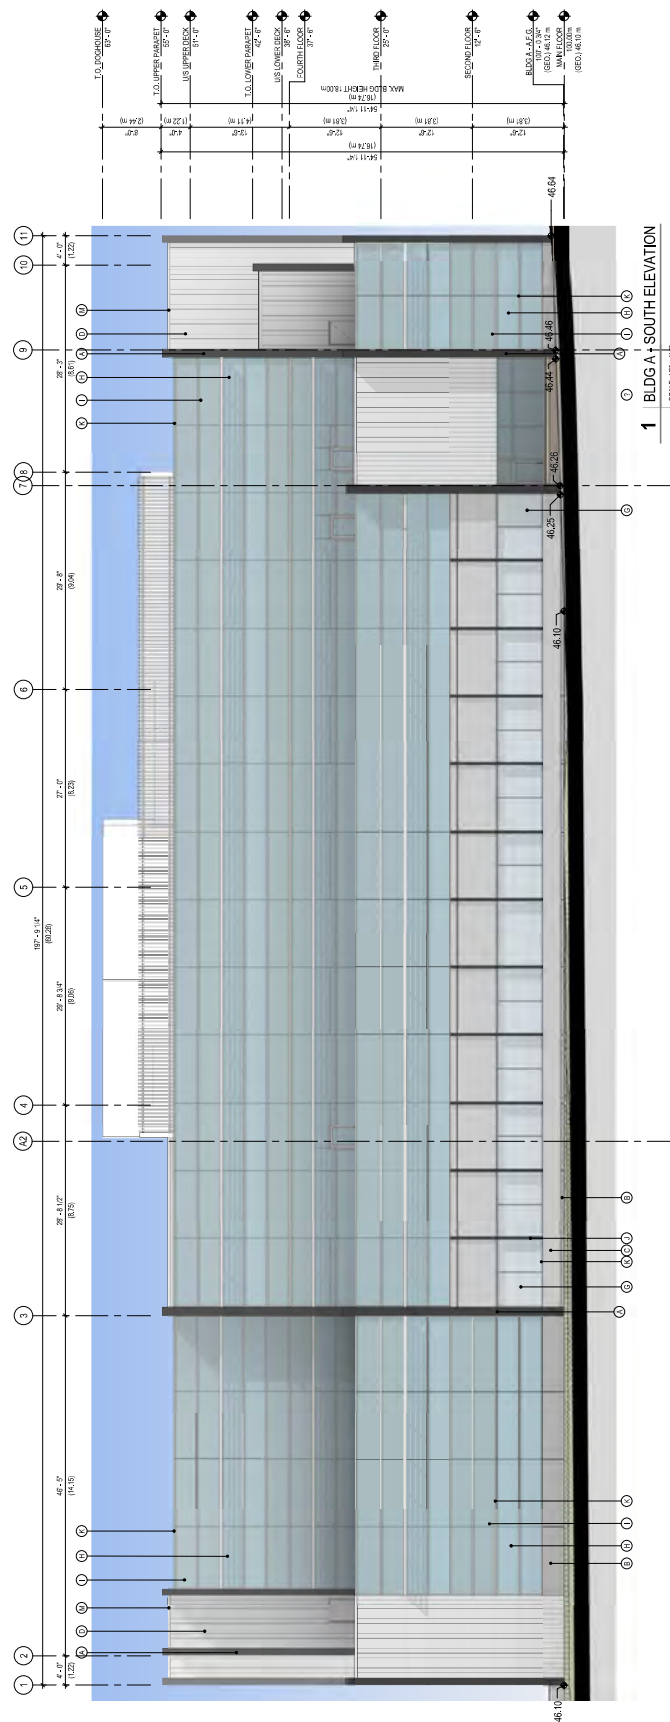 T.O. DOGHOUSE
63' - 0"
T.O. UPPER PARAPET
55' - 0"
U/S UPPER DECK
51' - 0"
T.O. LOWER PARAPET
42' - 6"
U/S LOWER DECK
38' - 6"
FOURTH FLOOR
37' - 6"
THIRD FLOOR
25' - 0"
SECOND FLOOR
12' - 6"
BLDG A - A.F.G.
100' - 0 3/4"
(GEO.) 46.12 m
MAIN FLOOR
100.00m
(GEO.) 46.10 m
MAX. BLDG HEIGHT 18.00m
54'-11 1/4"
(16.74 m)
8'-0"
(2.44 m)
4'-0"
(1.22 m)
13'-6"
(4.11 m)
12'-6"
(3.81 m)
12'-6"
(3.81 m)
12'-6"
(3.81 m)
54'-11 1/4"
(16.74 m)
1
2
3
A2
4
5
6
7
8
9
10
11
197' - 9 1/4"
(60.28)
4' - 0"
(1.22)
46' - 5"
(14.15)
28' - 8 1/2"
(8.75)
29' - 8 3/4"
(9.06)
27' - 0"
(8.23)
29' - 8"
(9.04)
28' - 3"
(8.61)
4' - 0"
(1.22)
A
D
M
I
H
K
K
I
H
A
D
M
B
H
I
K
A
G
K
C
J
B
G
?
A
I
H
K
46.10
46.10
46.25
46.26
46.44
46.46
46.64
1 BLDG A - SOUTH ELEVATION